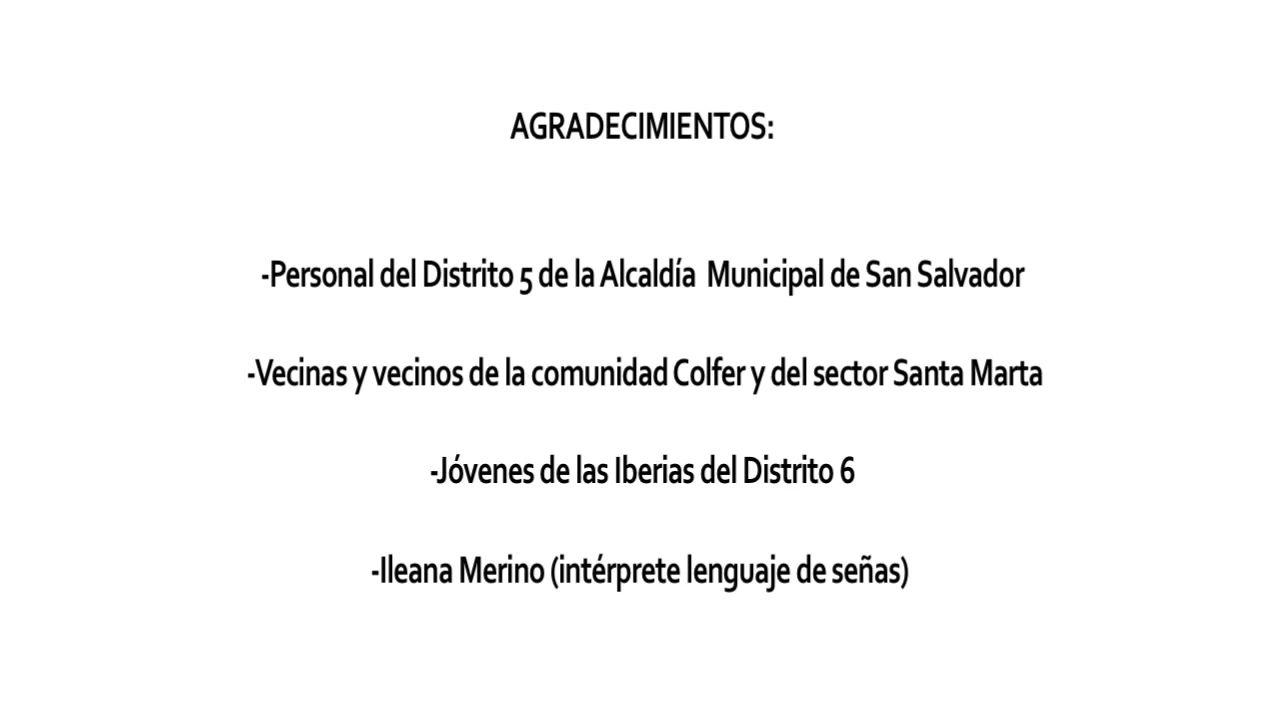 AGRADECIMIENTOS:
-Personal del Distrito 5 de la Alcaldía  Municipal de San Salvador
-Vecinas y vecinos de la comunidad Colfer y del sector Santa Marta
-Jóvenes de las Iberias del Distrito 6
-Ileana Merino (intérprete lenguaje de señas)